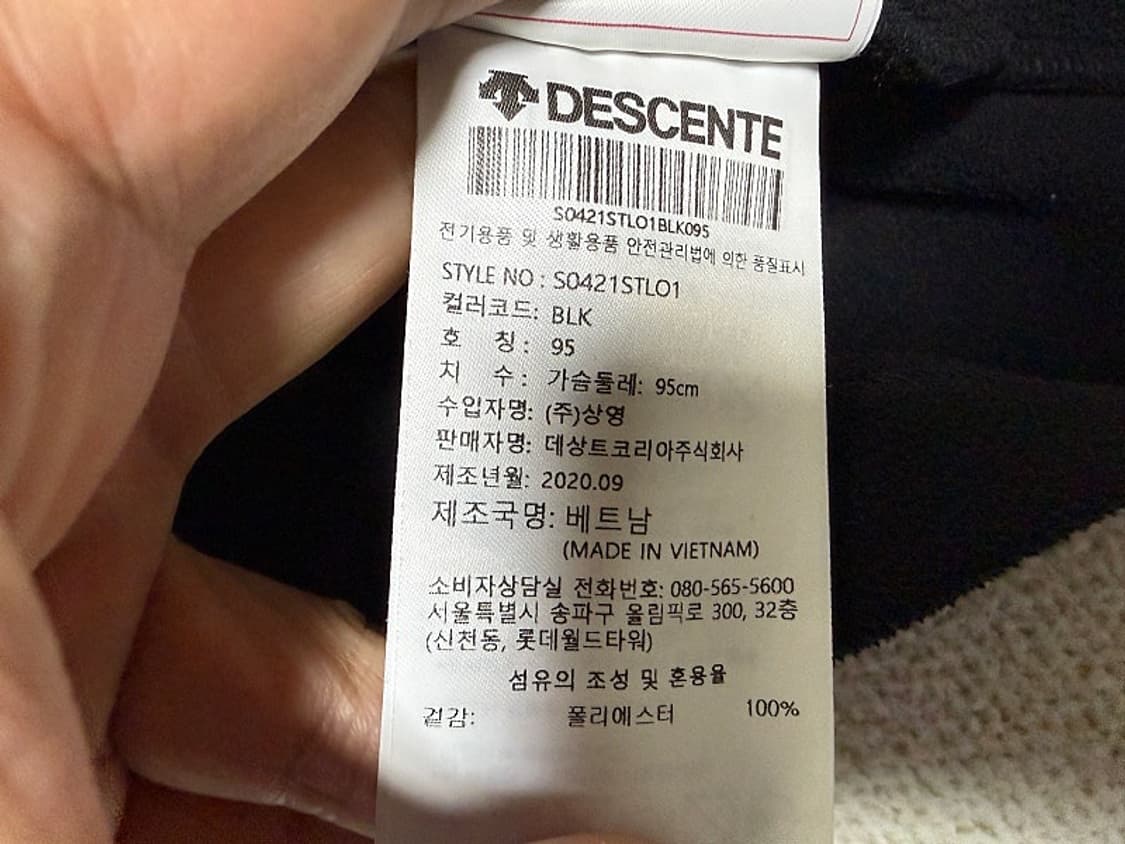 DESCENTE
S0421STL01BLK095
전기용품 및 생활용품 안전관리법에 의한 품질표시
STYLE NO : S0421STL01
컬러코드: BLK
호 칭: 95
치 수: 가슴둘레: 95cm
수입자명: (주)상영
판매자명: 데상트코리아주식회사
제조년월: 2020.09
제조국명: 베트남
(MADE IN VIETNAM)
소비자상담실 전화번호: 080-565-5600
서울특별시 송파구 올림픽로 300, 32층
(신천동, 롯데월드타워)
섬유의 조성 및 혼용율
겉감: 폴리에스터 100%